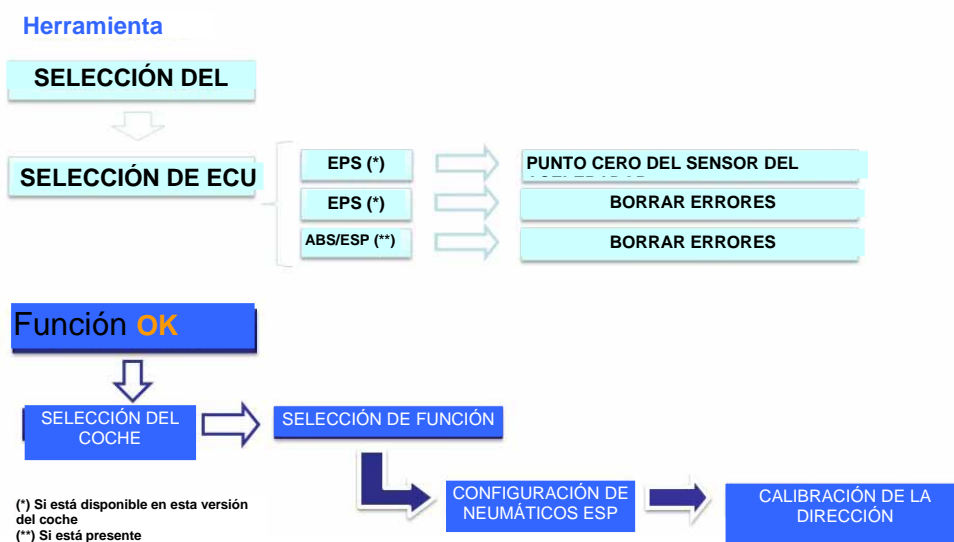 Herramienta
SELECCIÓN DEL
SELECCIÓN DE ECU
EPS (*)
PUNTO CERO DEL SENSOR DEL
EPS (*)
BORRAR ERRORES
ABS/ESP (**)
BORRAR ERRORES
Función OK
SELECCIÓN DEL
COCHE
SELECCIÓN DE FUNCIÓN
CONFIGURACIÓN DE
NEUMÁTICOS ESP
CALIBRACIÓN DE LA
DIRECCIÓN
(*) Si está disponible en esta versión
del coche
(**) Si está presente